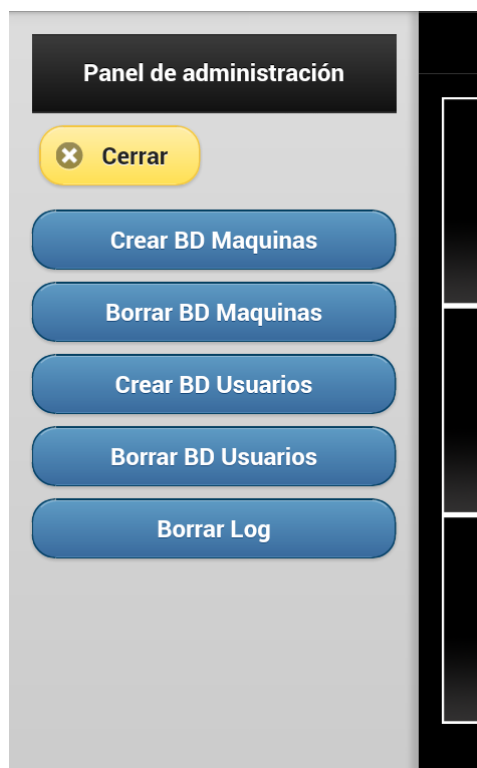 Panel de administración
Cerrar
Crear BD Maquinas
Borrar BD Maquinas
Crear BD Usuarios
Borrar BD Usuarios
Borrar Log